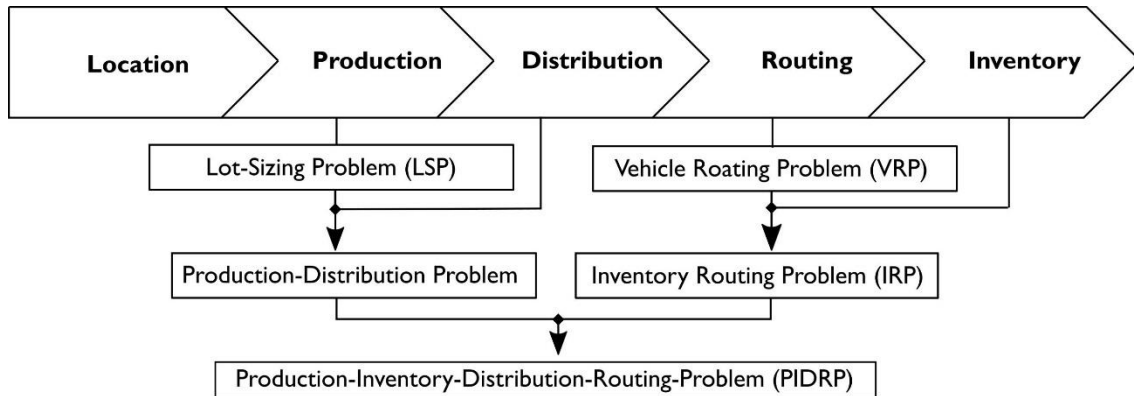 Location
Production
Distribution
Routing
Inventory
Lot-Sizing Problem (LSP)
Vehicle Roating Problem (VRP)
Production-Distribution Problem
Inventory Routing Problem (IRP)
Production-Inventory-Distribution-Routing-Problem (PIDRP)